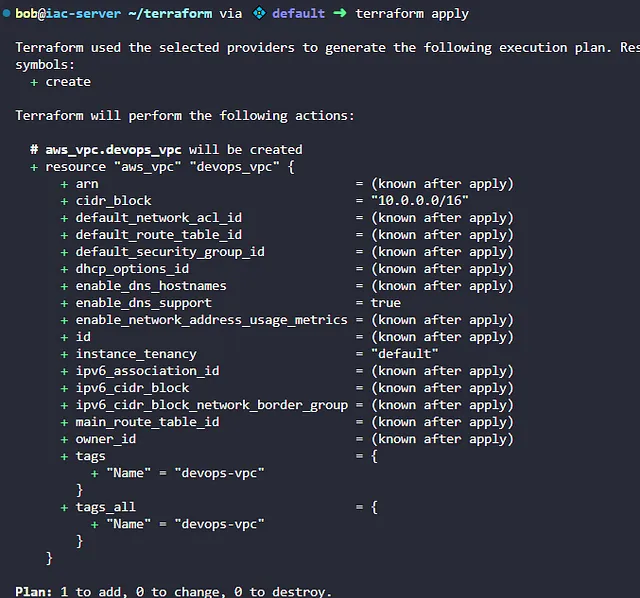 bob@iac-server ~/terraform via default ➜ terraform apply
Terraform used the selected providers to generate the following execution plan. Res
symbols:
+ create
Terraform will perform the following actions:
# aws_vpc.devops_vpc will be created
+ resource "aws_vpc" "devops_vpc" {
+ arn = (known after apply)
+ cidr_block = "10.0.0.0/16"
+ default_network_acl_id = (known after apply)
+ default_route_table_id = (known after apply)
+ default_security_group_id = (known after apply)
+ dhcp_options_id = (known after apply)
+ enable_dns_hostnames = (known after apply)
+ enable_dns_support = true
+ enable_network_address_usage_metrics = (known after apply)
+ id = (known after apply)
+ instance_tenancy = "default"
+ ipv6_association_id = (known after apply)
+ ipv6_cidr_block = (known after apply)
+ ipv6_cidr_block_network_border_group = (known after apply)
+ main_route_table_id = (known after apply)
+ owner_id = (known after apply)
+ tags = {
+ "Name" = "devops-vpc"
}
+ tags_all = {
+ "Name" = "devops-vpc"
}
}
Plan: 1 to add, 0 to change, 0 to destroy.